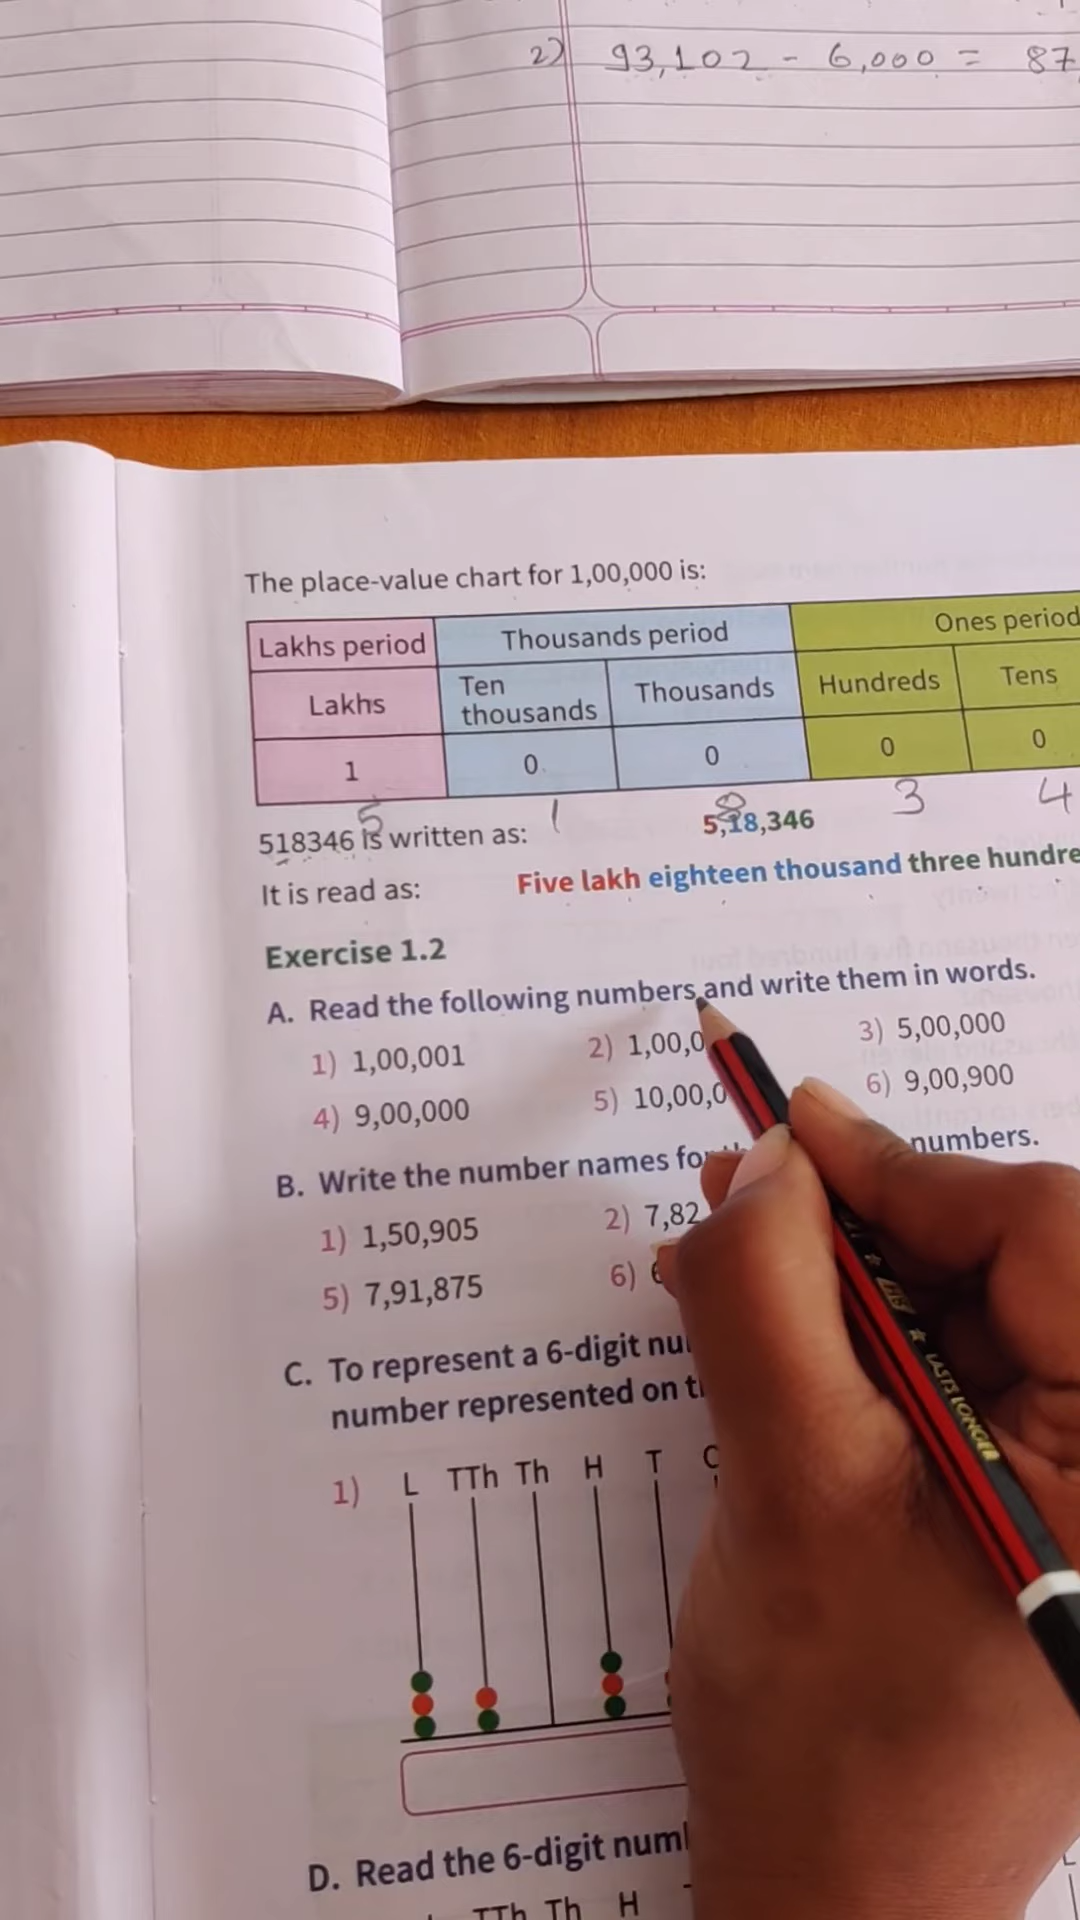 2) 93,102 - 6,000 = 87
The place-value chart for 1,00,000 is:
Lakhs period Thousands period Ones period
Lakhs Ten thousands Thousands Hundreds Tens
1 0 0 0 0
5 1 8 3 4
518346 is written as: 5,18,346
It is read as: Five lakh eighteen thousand three
Exercise 1.2
A. Read the following numbers and write them in words.
1) 1,00,001 2) 1,00,0 3) 5,00,000
4) 9,00,000 5) 10,00,0 6) 9,00,900
B. Write the number names for numbers.
1) 1,50,905 2) 7,82
5) 7,91,875 6)
C. To represent a 6-digit
number represented on
1) L TTh Th H T
D. Read the 6-digit
TTh Th H
LASTS LONGER